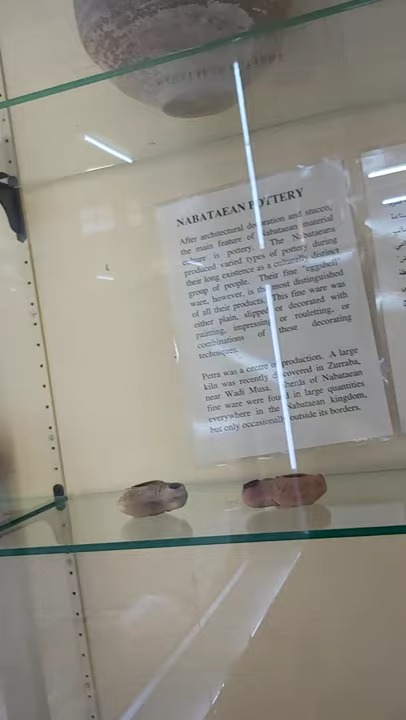 NABATAEAN POTTERY
After architectural decoration and stucco,
the main feature of Nabataean material
culture is pottery. The Nabataeans
produced varied types of pottery during
their long existence as a culturally distinct
group of people. Their fine "eggshell"
ware, however, is the most distinguished
of all their products. This fine ware was
either plain, slipped or decorated with
painting, impressing or rouletting, or
combinations of these decorating
techniques.
Petra was a centre of production. A large
kiln was recently discovered in Zurraba,
near Wadi Musa. Sherds of Nabataean
fine ware were found in large quantities
everywhere in the Nabataean kingdom,
but only occasionally outside its borders.